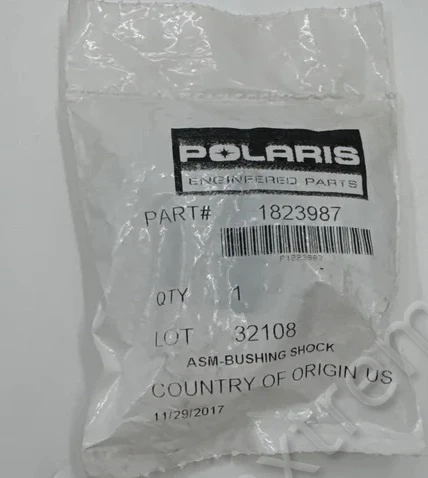 POLARIS
ENGINEERED PARTS
PART# 1823987
QTY 1
LOT 32108
ASM-BUSHING SHOCK
COUNTRY OF ORIGIN US
11/29/2017
xtrem